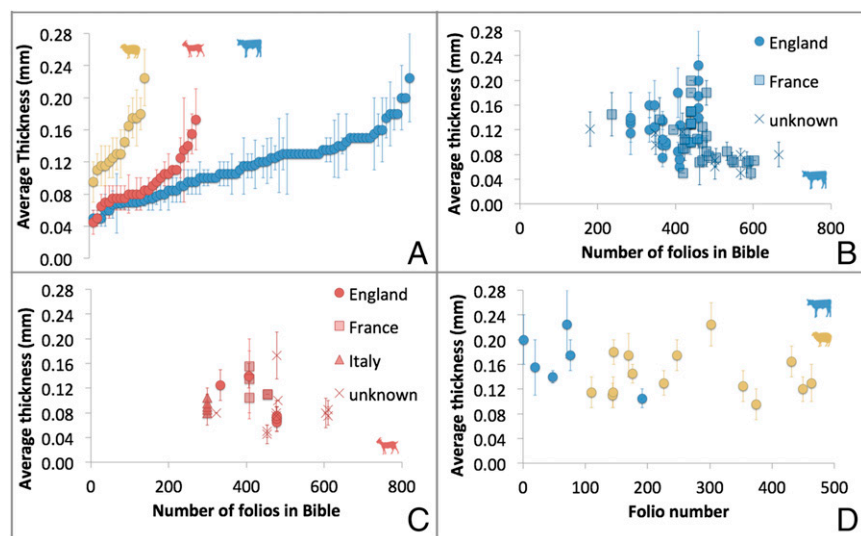 0.28
0.24
0.20
0.16
0.12
0.08
0.04
0.00
Average Thickness (mm)
A
0.28
0.24
0.20
0.16
0.12
0.08
0.04
0.00
Average thickness (mm)
England
France
unknown
0 200 400 600 800
Number of folios in Bible
B
0.28
0.24
0.20
0.16
0.12
0.08
0.04
0.00
Average thickness (mm)
England
France
Italy
unknown
0 200 400 600 800
Number of folios in Bible
C
0.28
0.24
0.20
0.16
0.12
0.08
0.04
0.00
Average thickness (mm)
0 100 200 300 400 500
Folio number
D